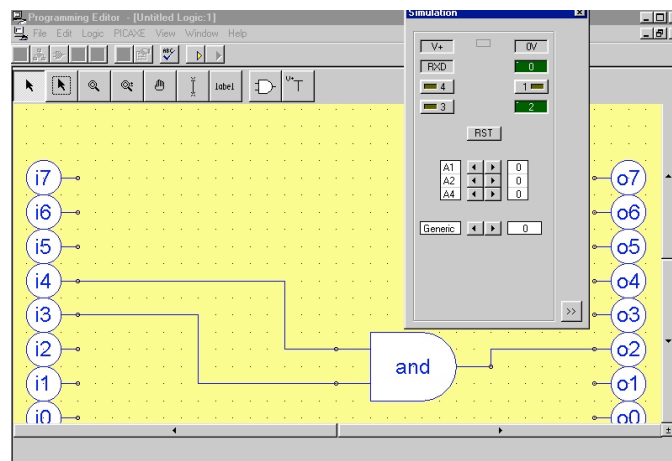 Programming Editor - [Untitled Logic:1]
File Edit Logic PICAXE View Window Help
ABC
label
V+
Simulation
V+ 0V
RXD 0
4 1
3 2
RST
A1 0
A2 0
A4 0
Generic 0
>>
i7 o7
i6 o6
i5 o5
i4 o4
i3 o3
i2 o2
and
i1 o1
i0 o0